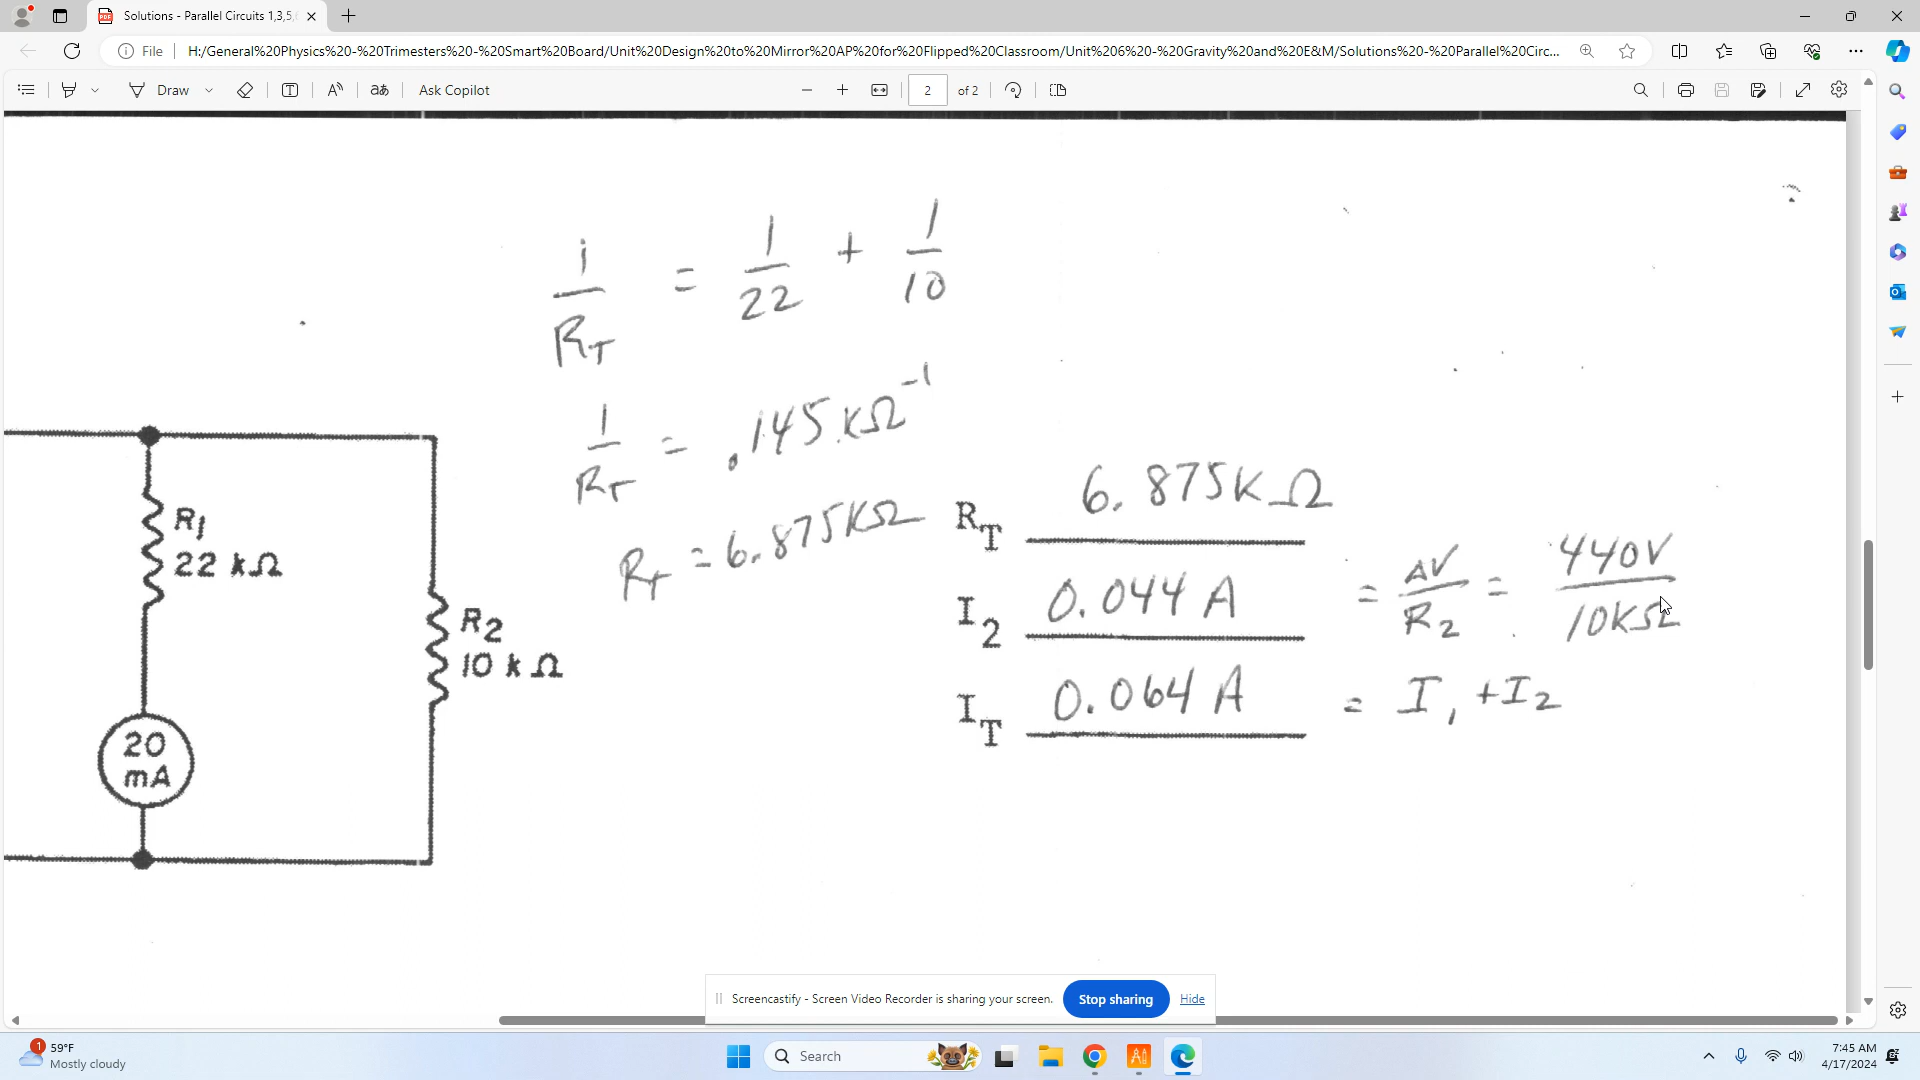 Solutions - Parallel Circuits 1,3,5,
File
H:/General%20Physics%20-%20Trimesters%20-%20Smart%20Board/Unit%20Design%20to%20Mirror%20AP%20for%20Flipped%20Classroom/Unit%206%20-%20Gravity%20and%20E&M/Solutions%20-%20Parallel%20Circ...
Draw
Ask Copilot
2 of 2
1/R_T = 1/22 + 1/10
1/R_T = .145 KΩ⁻¹
R_T = 6.875KΩ
R1
22 kΩ
20
mA
R2
10 kΩ
R_T 6.875KΩ
I_2 0.044 A = ΔV/R_2 = 440V/10KΩ
I_T 0.064 A = I_1 + I_2
Screencastify - Screen Video Recorder is sharing your screen.
Stop sharing
Hide
1
59°F
Mostly cloudy
Search
Ai
7:45 AM
4/17/2024